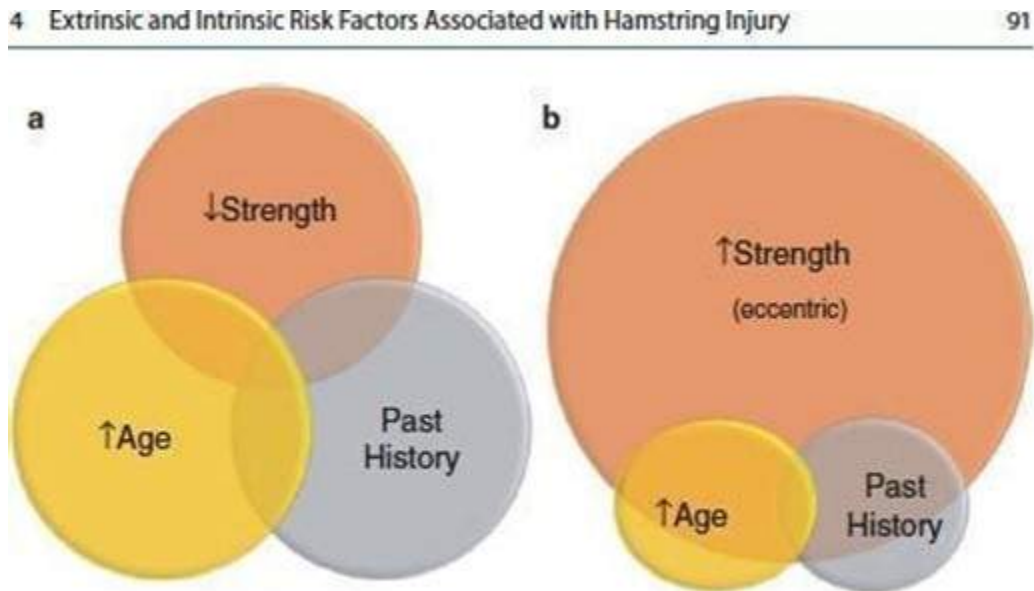 4 Extrinsic and Intrinsic Risk Factors Associated with Hamstring Injury 91
a
↓Strength
↑Age
Past
History
b
↑Strength
(eccentric)
↑Age
Past
History